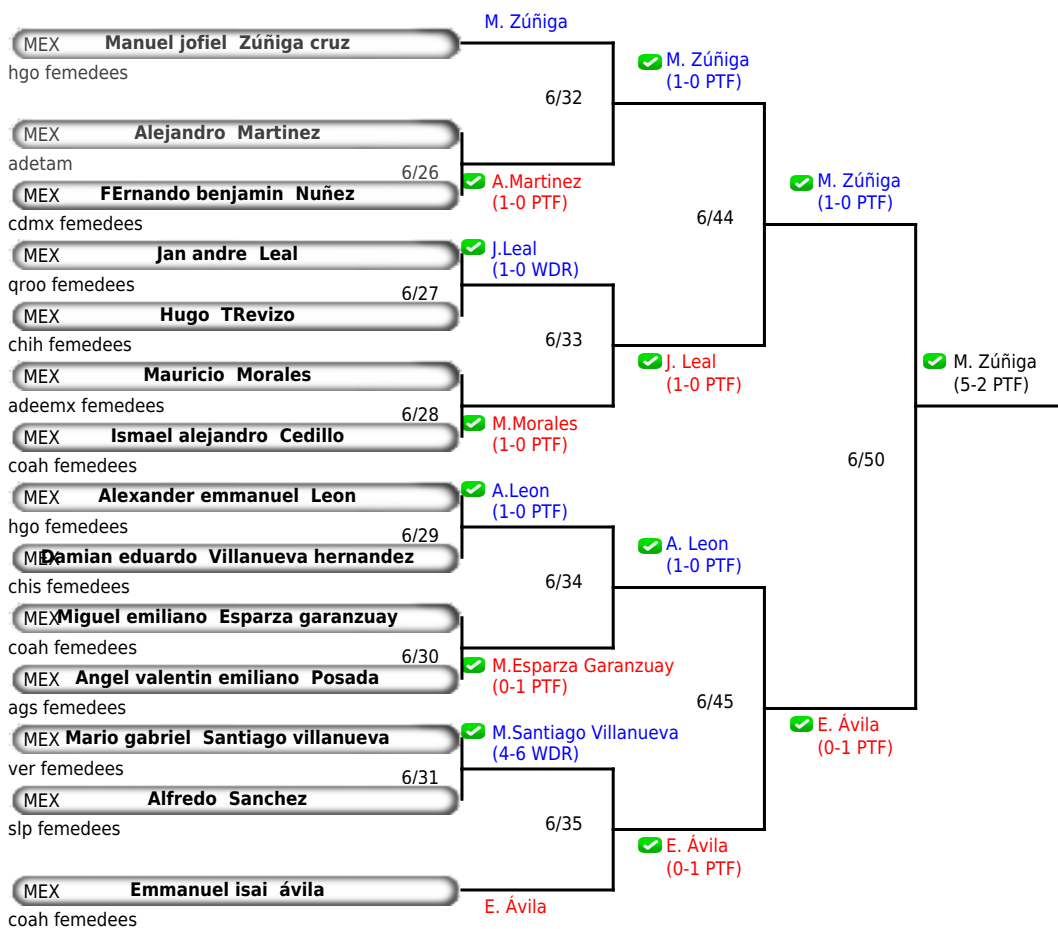 M. Zúñiga
MEX Manuel jofiel Zúñiga cruz
hgo femedees
M. Zúñiga
(1-0 PTF)
6/32
MEX Alejandro Martinez
adetam
6/26
A.Martinez
(1-0 PTF)
MEX FErnando benjamin Nuñez
cdmx femedees
M. Zúñiga
(1-0 PTF)
6/44
MEX Jan andre Leal
qroo femedees
J.Leal
(1-0 WDR)
6/27
MEX Hugo TRevizo
chih femedees
6/33
MEX Mauricio Morales
adeemx femedees
J. Leal
(1-0 PTF)
M. Zúñiga
(5-2 PTF)
6/28
M.Morales
(1-0 PTF)
MEX Ismael alejandro Cedillo
coah femedees
6/50
MEX Alexander emmanuel Leon
hgo femedees
A.Leon
(1-0 PTF)
6/29
A. Leon
(1-0 PTF)
MEX Damian eduardo Villanueva hernandez
chis femedees
6/34
MEX Miguel emiliano Esparza garanzuay
coah femedees
6/30
M.Esparza Garanzuay
(0-1 PTF)
MEX Angel valentin emiliano Posada
ags femedees
6/45
E. Ávila
(0-1 PTF)
MEX Mario gabriel Santiago villanueva
ver femedees
M.Santiago Villanueva
(4-6 WDR)
6/31
MEX Alfredo Sanchez
slp femedees
6/35
E. Ávila
(0-1 PTF)
MEX Emmanuel isai ávila
coah femedees
E. Ávila